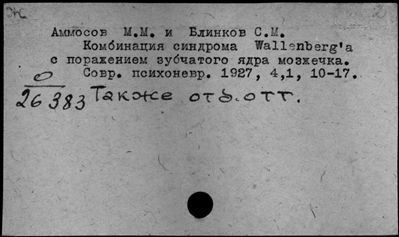 Ж
Аммосов М.М. и Блинков С.М.
Комбинация синдрома Wallenberg'а
с поражением зубчатого ядра мозжечка.
Совр. психоневр. 1927, 4,1, 10-17.
0
26383 Также отд.отт.